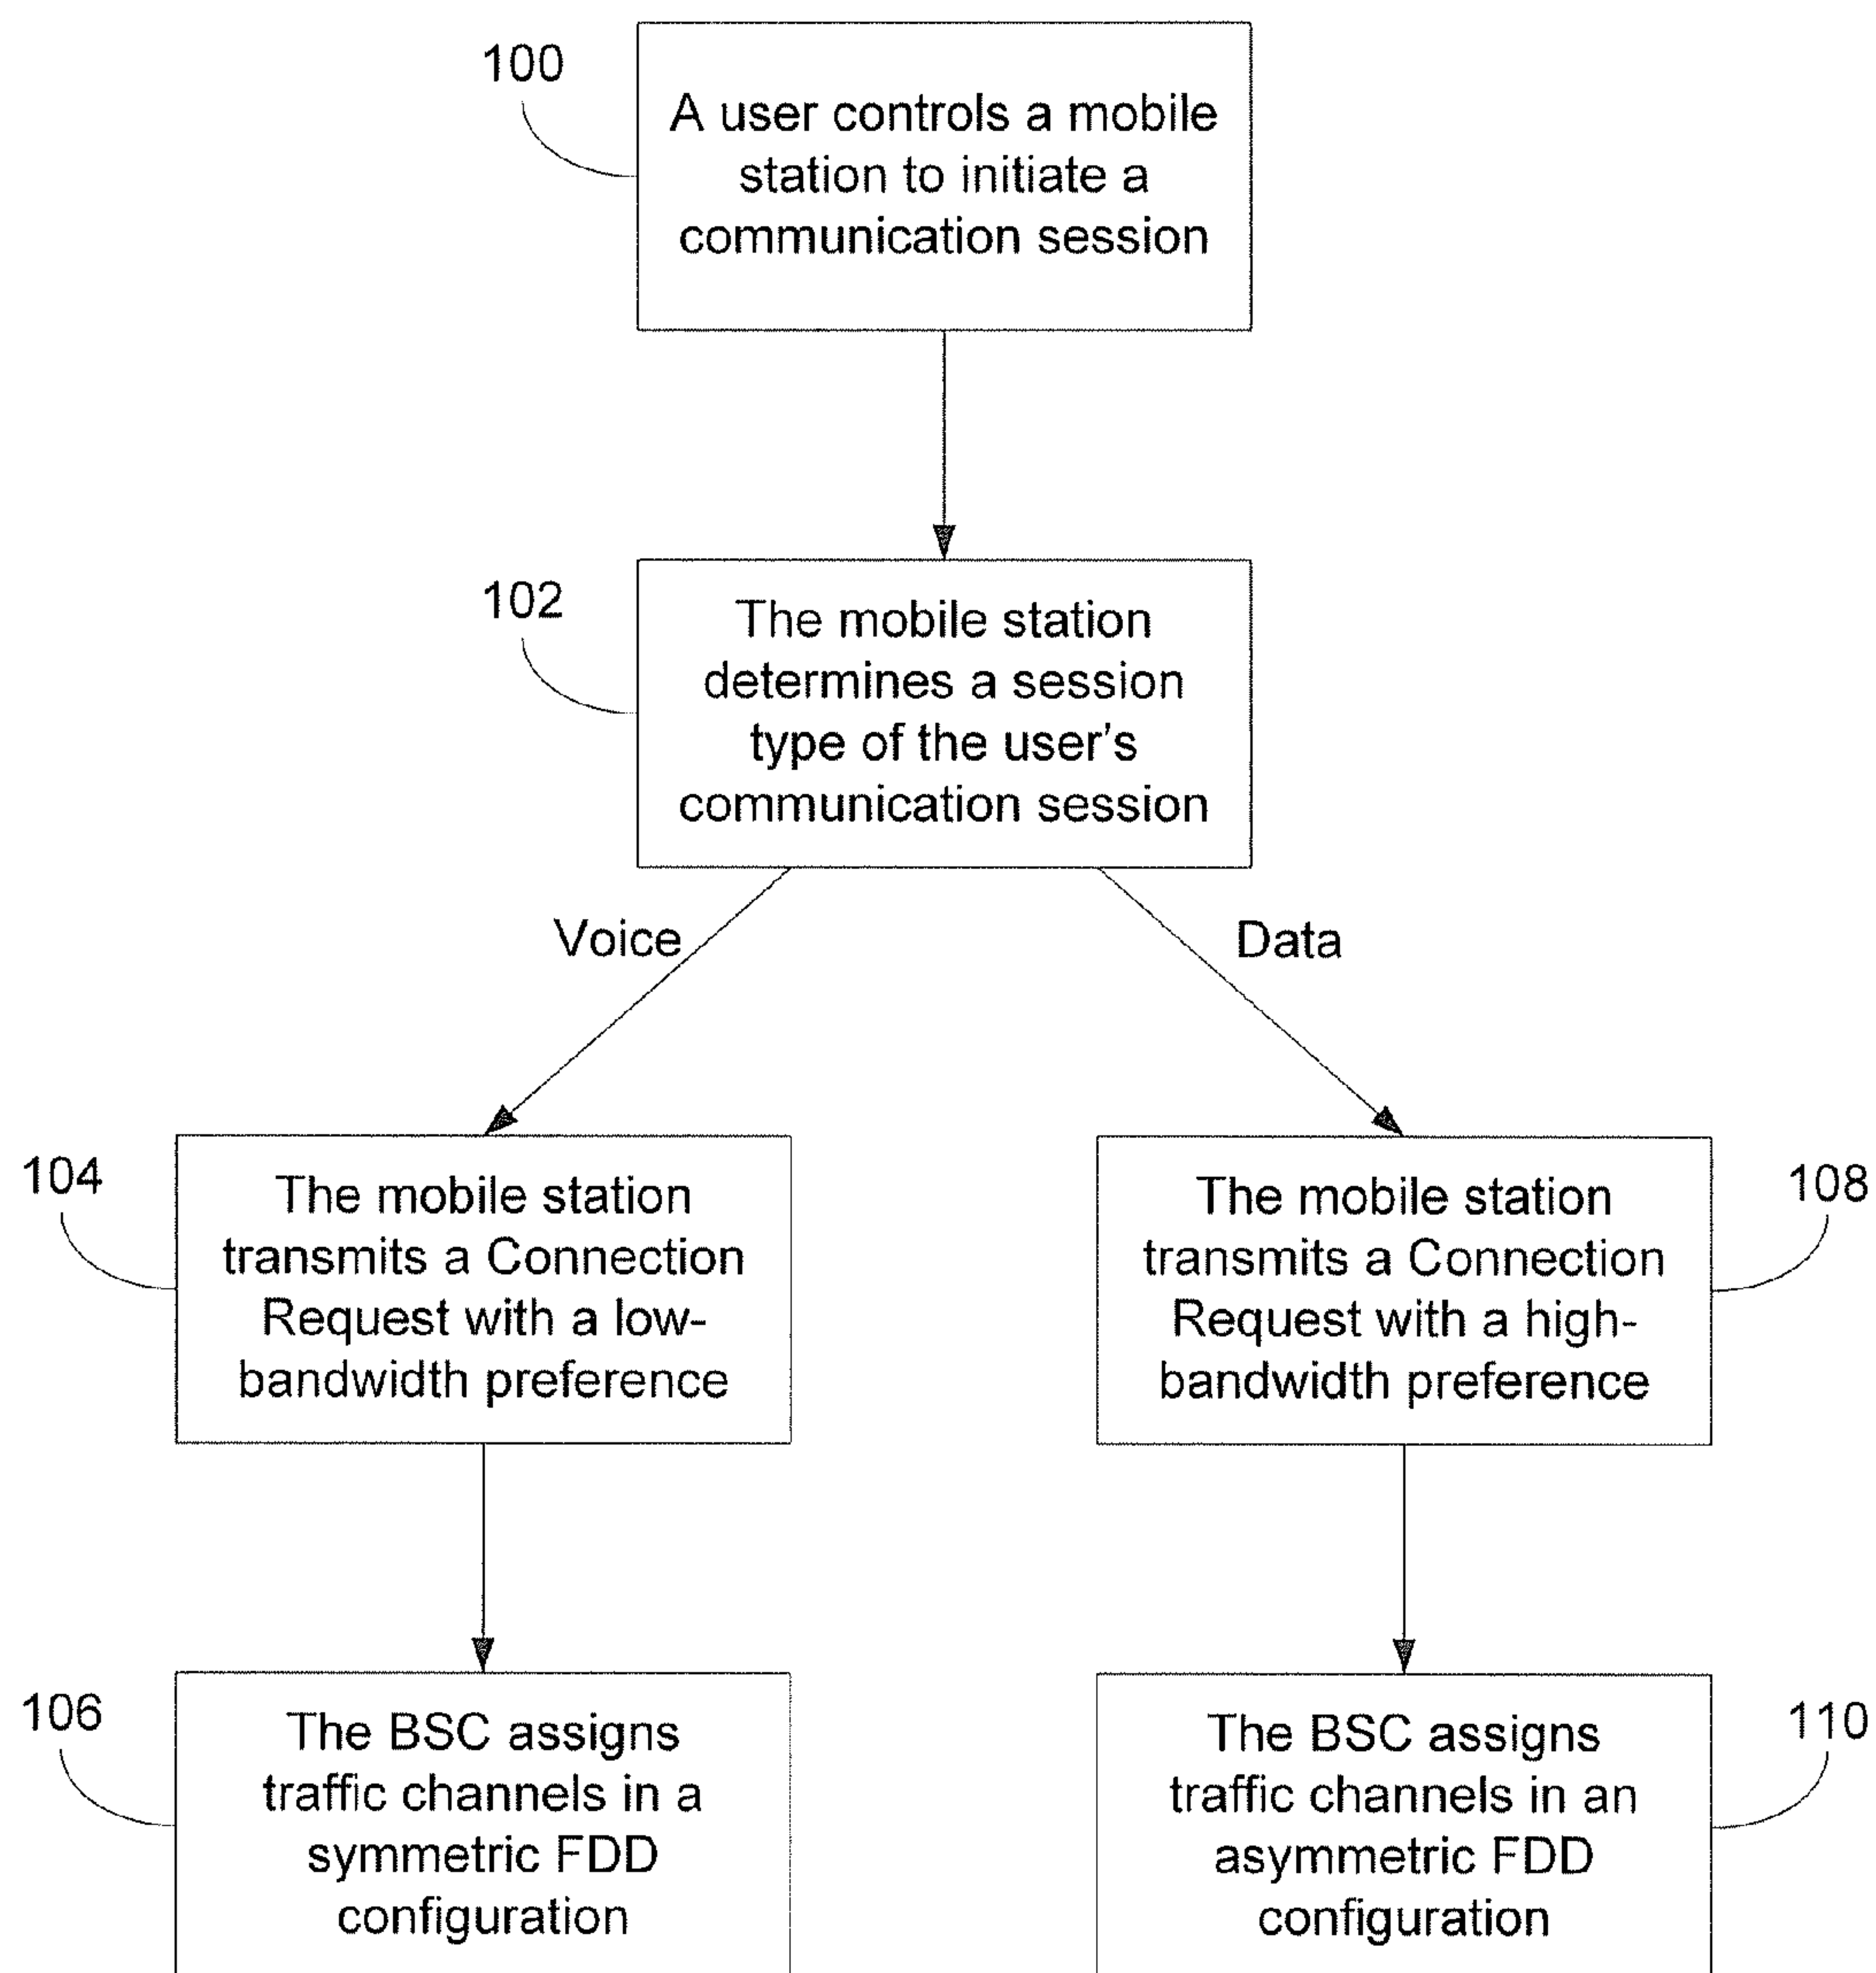 100
A user controls a mobile
station to initiate a
communication session
102
The mobile station
determines a session
type of the user's
communication session
Voice
Data
104
The mobile station
transmits a Connection
Request with a low-
bandwidth preference
108
The mobile station
transmits a Connection
Request with a high-
bandwidth preference
106
The BSC assigns
traffic channels in a
symmetric FDD
configuration
110
The BSC assigns
traffic channels in an
asymmetric FDD
configuration